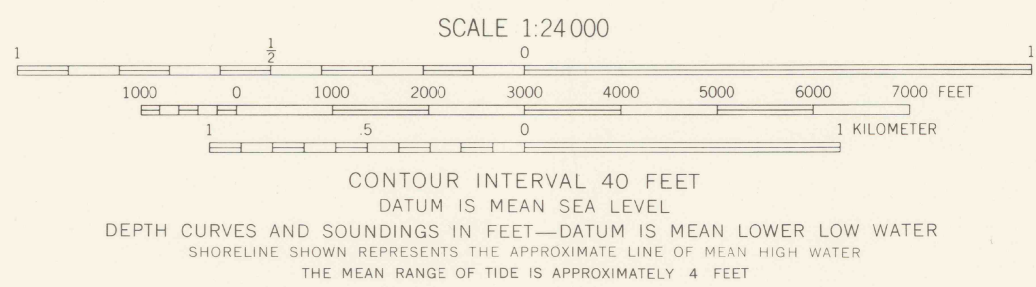 SCALE 1:24 000
1 1/2 0 1
1000 0 1000 2000 3000 4000 5000 6000 7000 FEET
1 .5 0 1 KILOMETER
CONTOUR INTERVAL 40 FEET
DATUM IS MEAN SEA LEVEL
DEPTH CURVES AND SOUNDINGS IN FEET—DATUM IS MEAN LOWER LOW WATER
SHORELINE SHOWN REPRESENTS THE APPROXIMATE LINE OF MEAN HIGH WATER
THE MEAN RANGE OF TIDE IS APPROXIMATELY 4 FEET